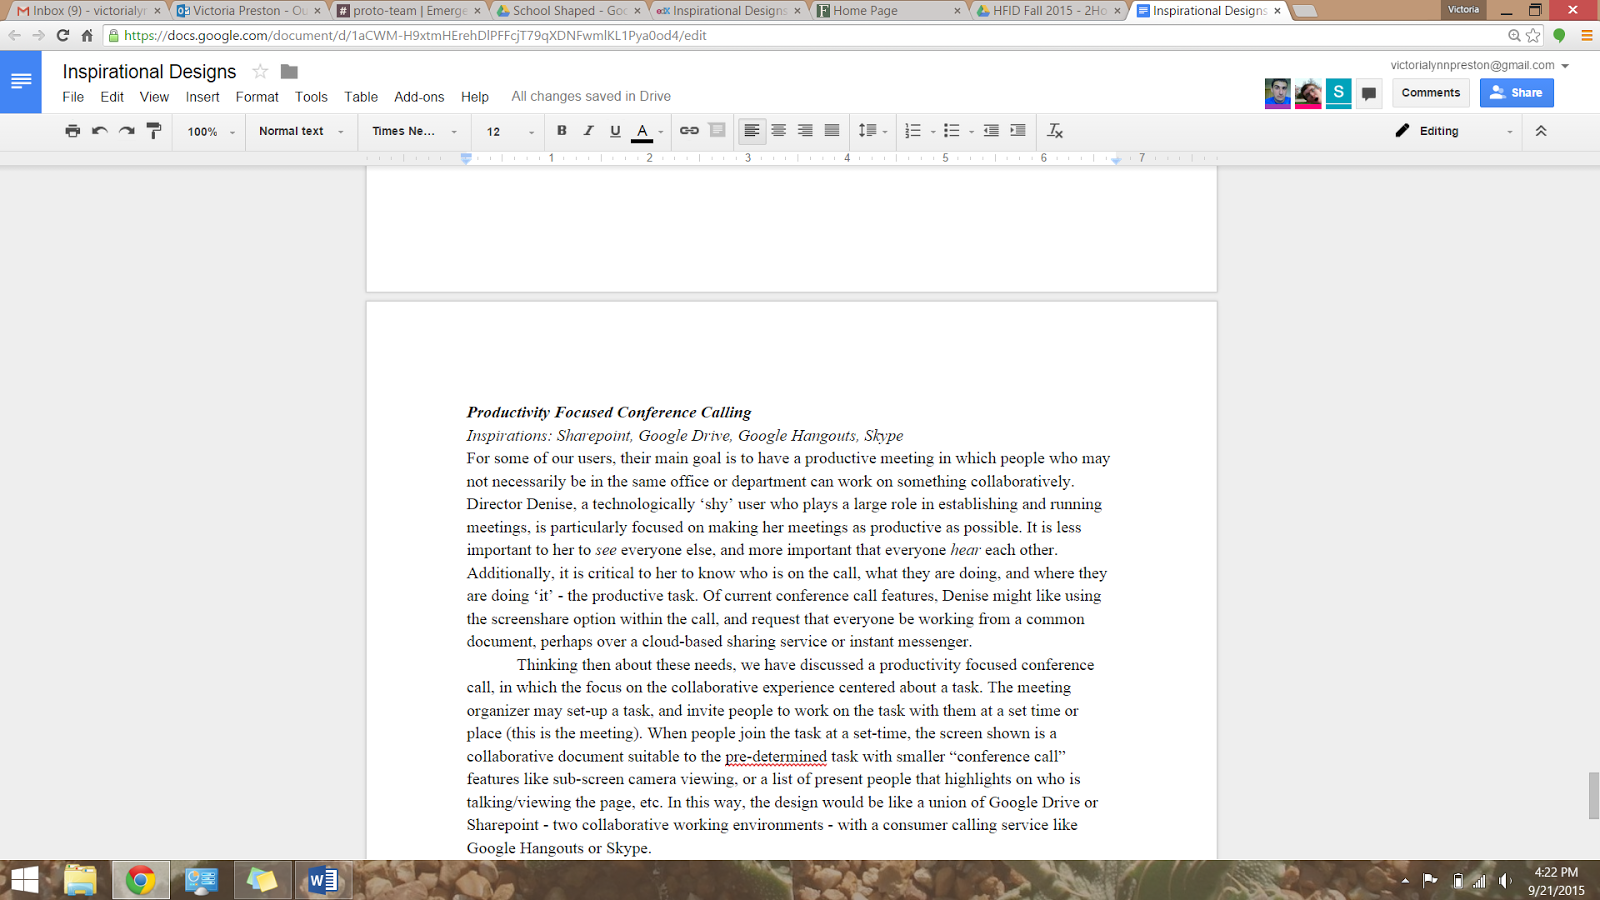 Inbox (9) - victorialyn
Victoria Preston - Ou
proto-team | Emerge
School Shaped - Goo
Inspirational Designs
Home Page
HFID Fall 2015 - 2Ho
Inspirational Designs
Victoria
https://docs.google.com/document/d/1aCWM-H9xtmHErehDlPFFcjT79qXDNFwmlKL1Pya0od4/edit
Inspirational Designs
victorialynnpreston@gmail.com
File Edit View Insert Format Tools Table Add-ons Help All changes saved in Drive
S
Comments
Share
100% Normal text Times Ne... 12 B I U A
Editing
1 2 3 4 5 6 7
Productivity Focused Conference Calling
Inspirations: Sharepoint, Google Drive, Google Hangouts, Skype
For some of our users, their main goal is to have a productive meeting in which people who may
not necessarily be in the same office or department can work on something collaboratively.
Director Denise, a technologically ‘shy’ user who plays a large role in establishing and running
meetings, is particularly focused on making her meetings as productive as possible. It is less
important to her to see everyone else, and more important that everyone hear each other.
Additionally, it is critical to her to know who is on the call, what they are doing, and where they
are doing ‘it’ - the productive task. Of current conference call features, Denise might like using
the screenshare option within the call, and request that everyone be working from a common
document, perhaps over a cloud-based sharing service or instant messenger.
Thinking then about these needs, we have discussed a productivity focused conference
call, in which the focus on the collaborative experience centered about a task. The meeting
organizer may set-up a task, and invite people to work on the task with them at a set time or
place (this is the meeting). When people join the task at a set-time, the screen shown is a
collaborative document suitable to the pre-determined task with smaller “conference call”
features like sub-screen camera viewing, or a list of present people that highlights on who is
talking/viewing the page, etc. In this way, the design would be like a union of Google Drive or
Sharepoint - two collaborative working environments - with a consumer calling service like
Google Hangouts or Skype.
4:22 PM
9/21/2015